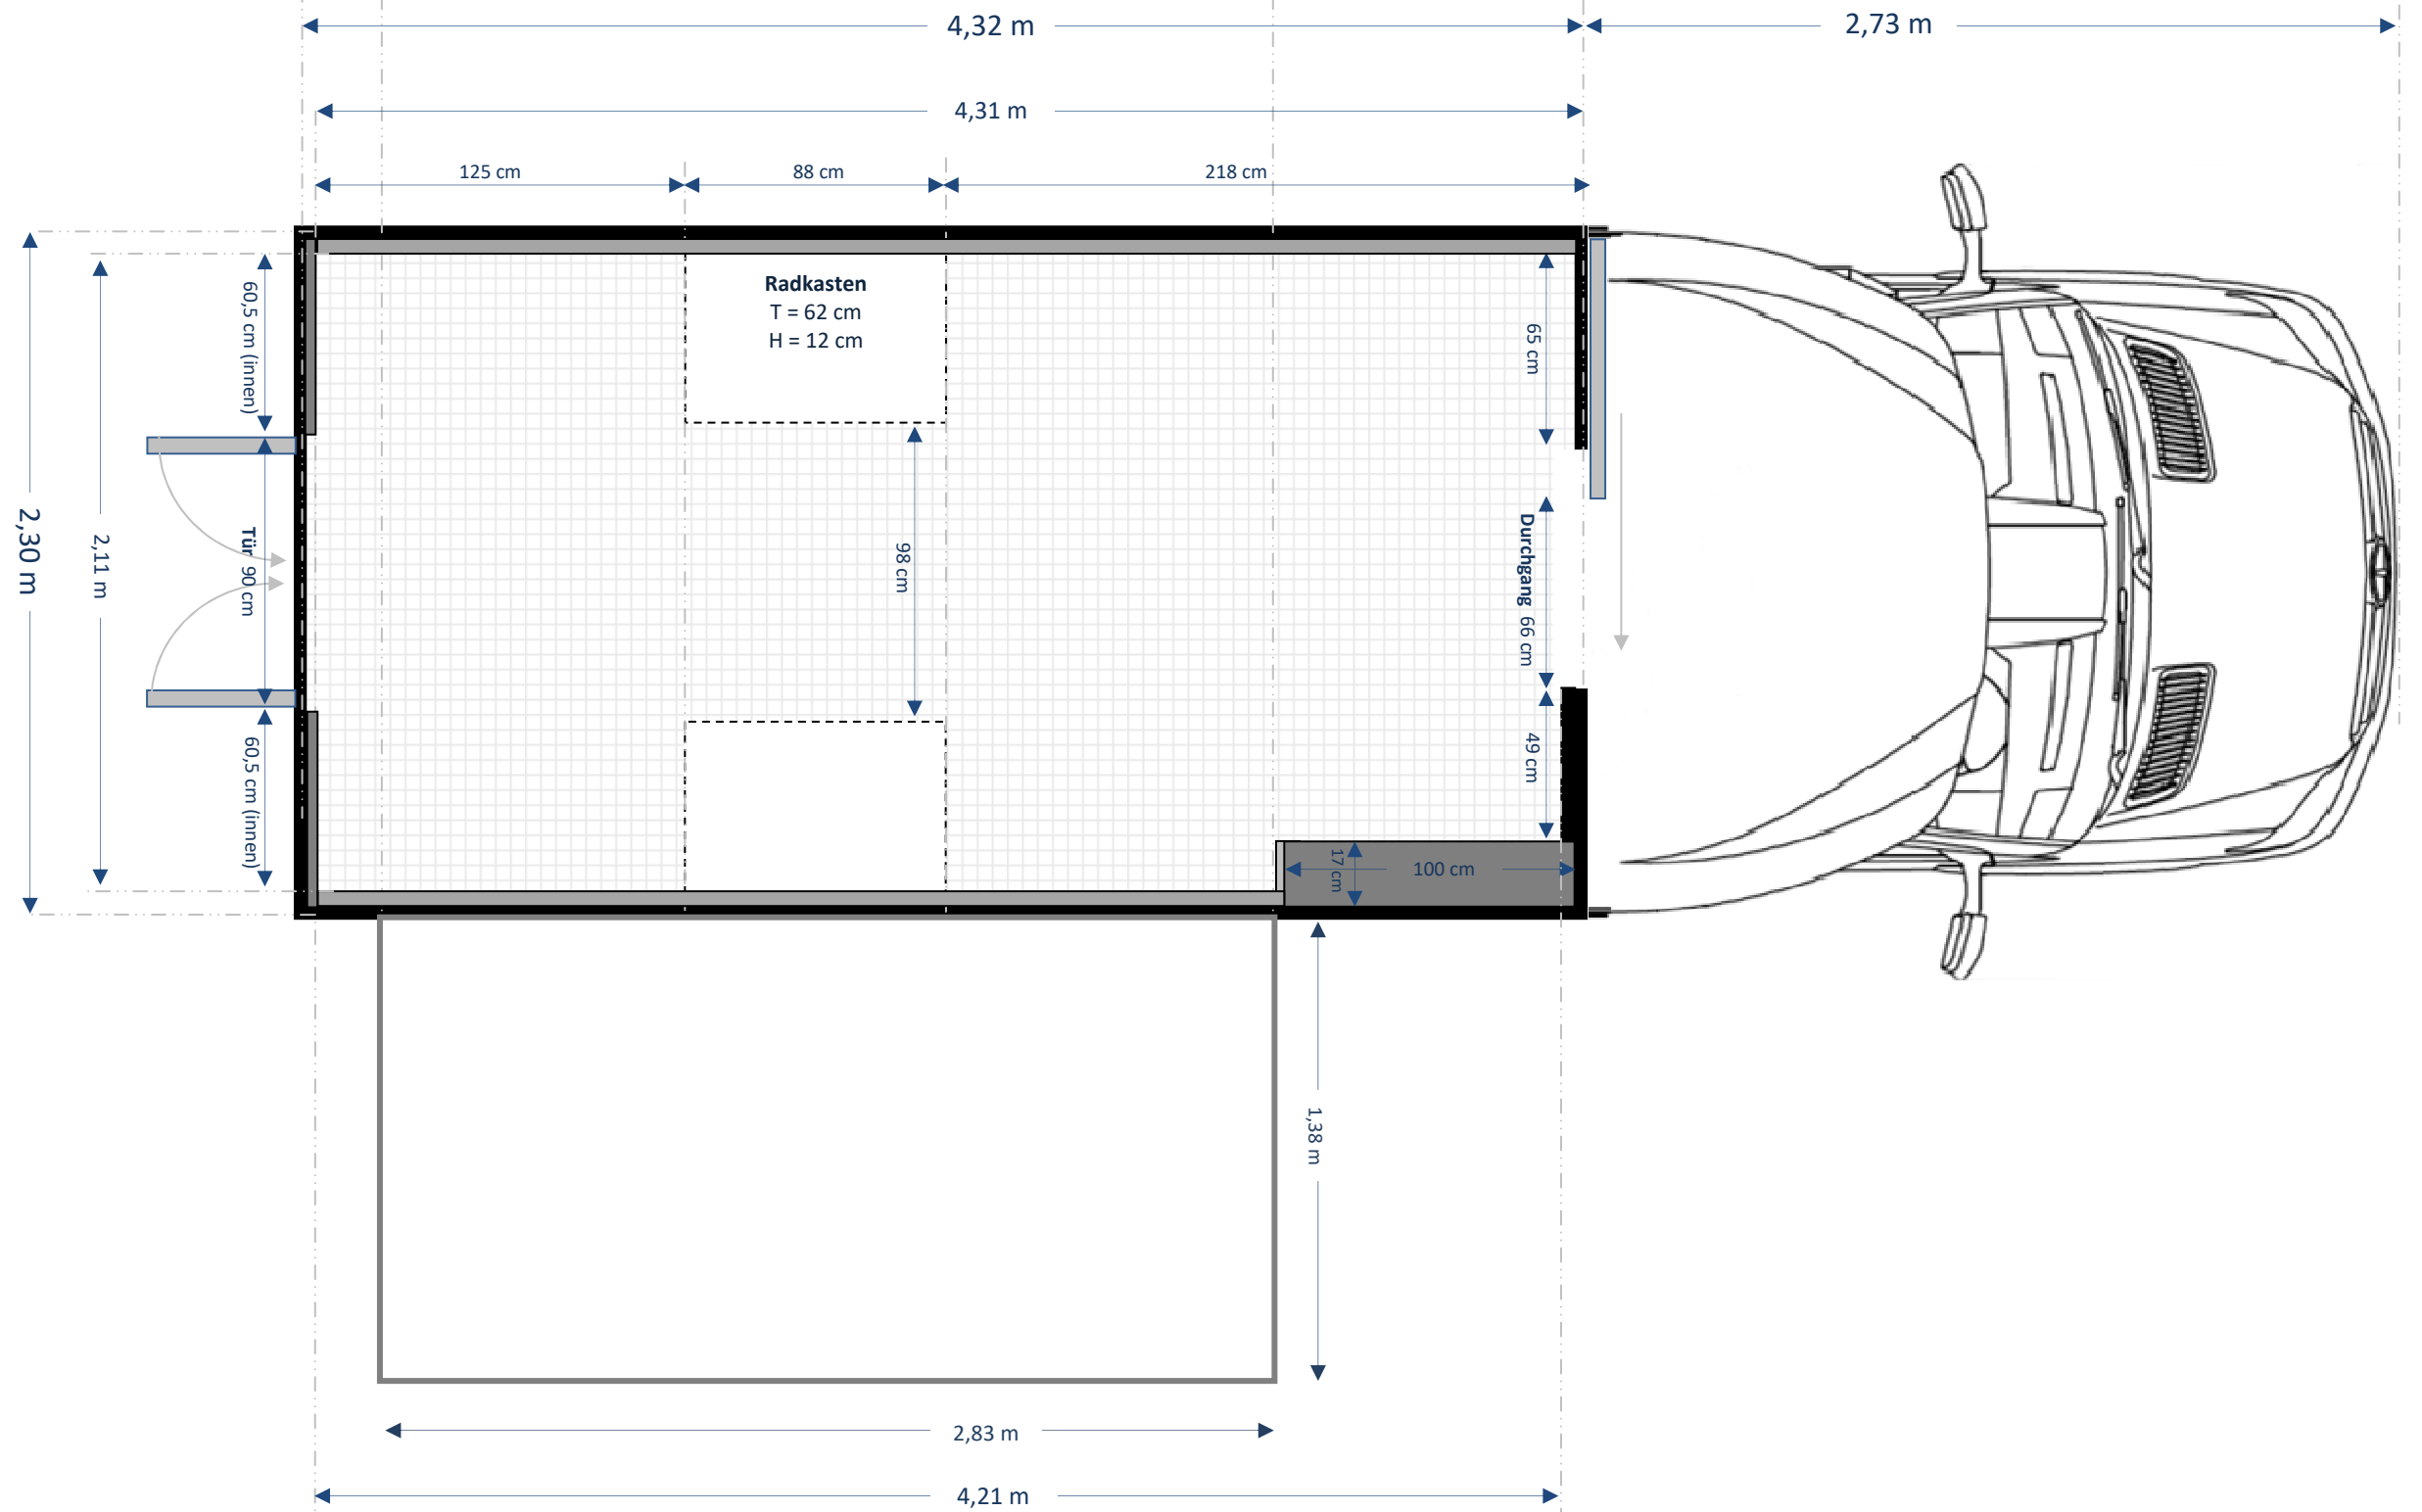 4,32 m
2,73 m
4,31 m
125 cm
88 cm
218 cm
Radkasten
T = 62 cm
H = 12 cm
60,5 cm (innen)
65 cm
2,30 m
2,11 m
Tür 90 cm
98 cm
Durchgang 66 cm
60,5 cm (innen)
49 cm
17 cm
100 cm
1,38 m
2,83 m
4,21 m